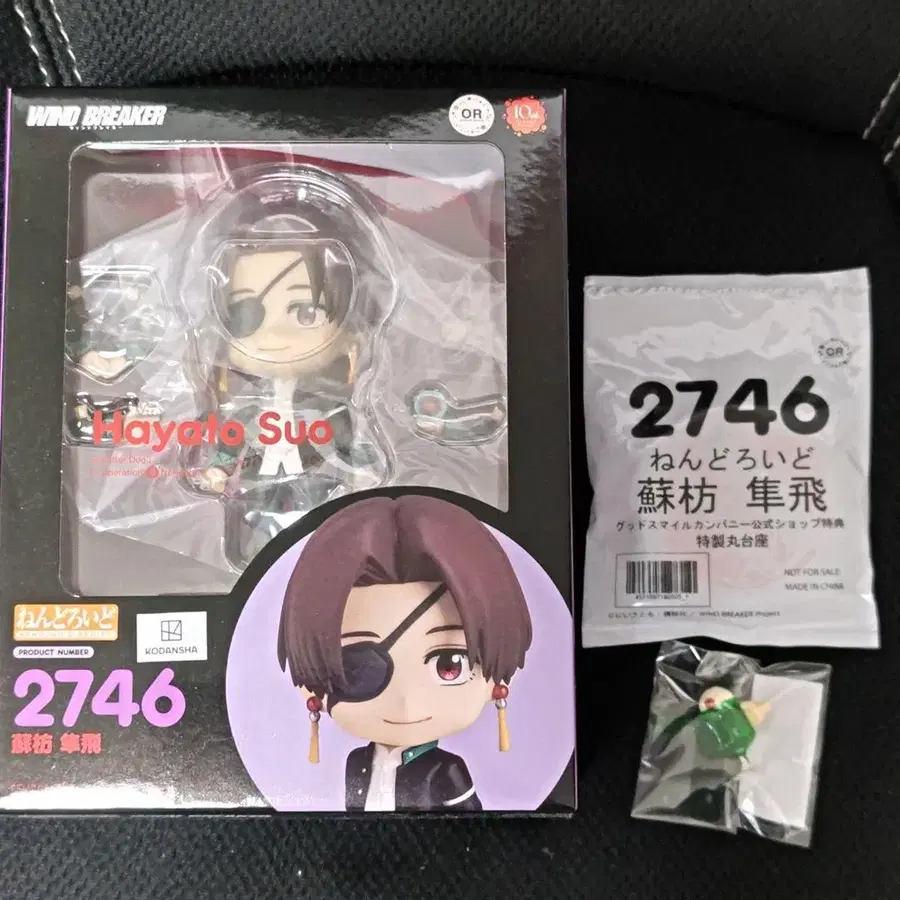 WIND BREAKER
OR
10th
Hayato Suo
ねんどろいど
PRODUCT NUMBER
KODANSHA
2746
蘇枋 隼飛
OR
2746
ねんどろいど
蘇枋 隼飛
グッドスマイルカンパニー公式ショップ特典
特製丸台座
NOT FOR SALE
MADE IN CHINA
WIND BREAKER Project